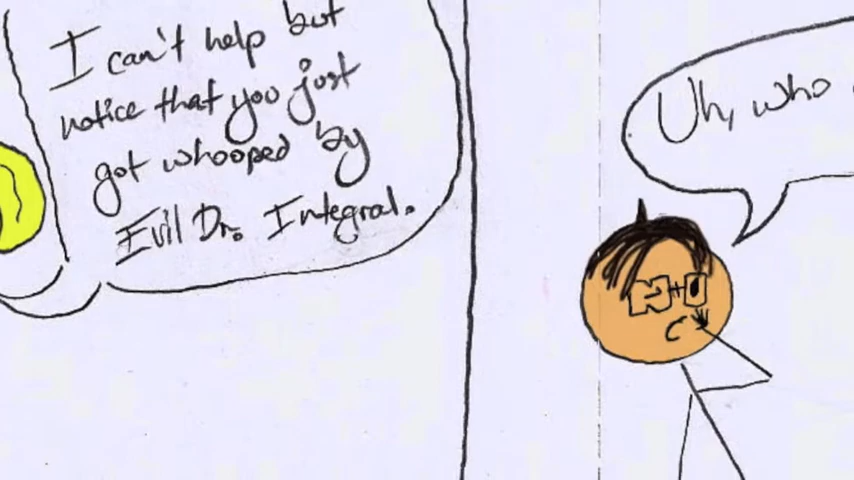 I can't help but
notice that you just
got whooped by
Evil Dr. Integral.
Uh, who